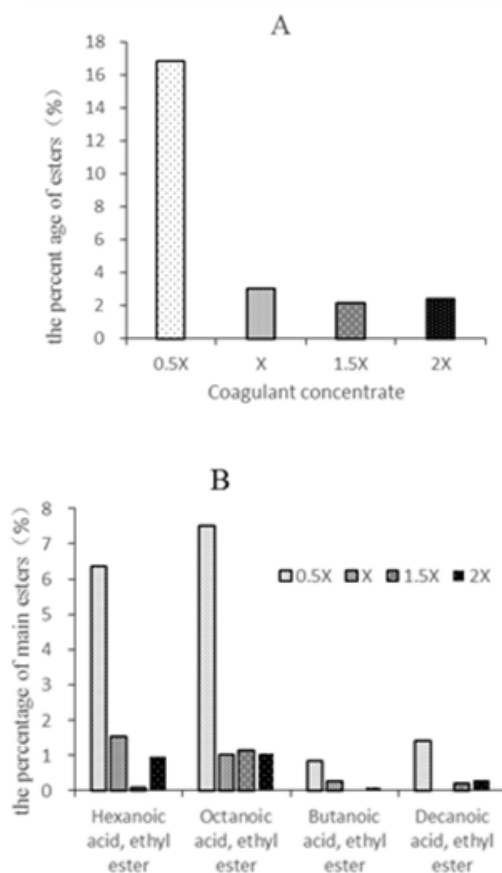 A
the percent age of esters（%）
18
16
14
12
10
8
6
4
2
0
0.5X X 1.5X 2X
Coagulant concentrate
B
the percentage of main esters（%）
8
7
6
5
4
3
2
1
0
0.5X X 1.5X 2X
Hexanoic Octanoic Butanoic Decanoic
acid, ethyl acid, ethyl acid, ethyl acid, ethyl
ester ester ester ester